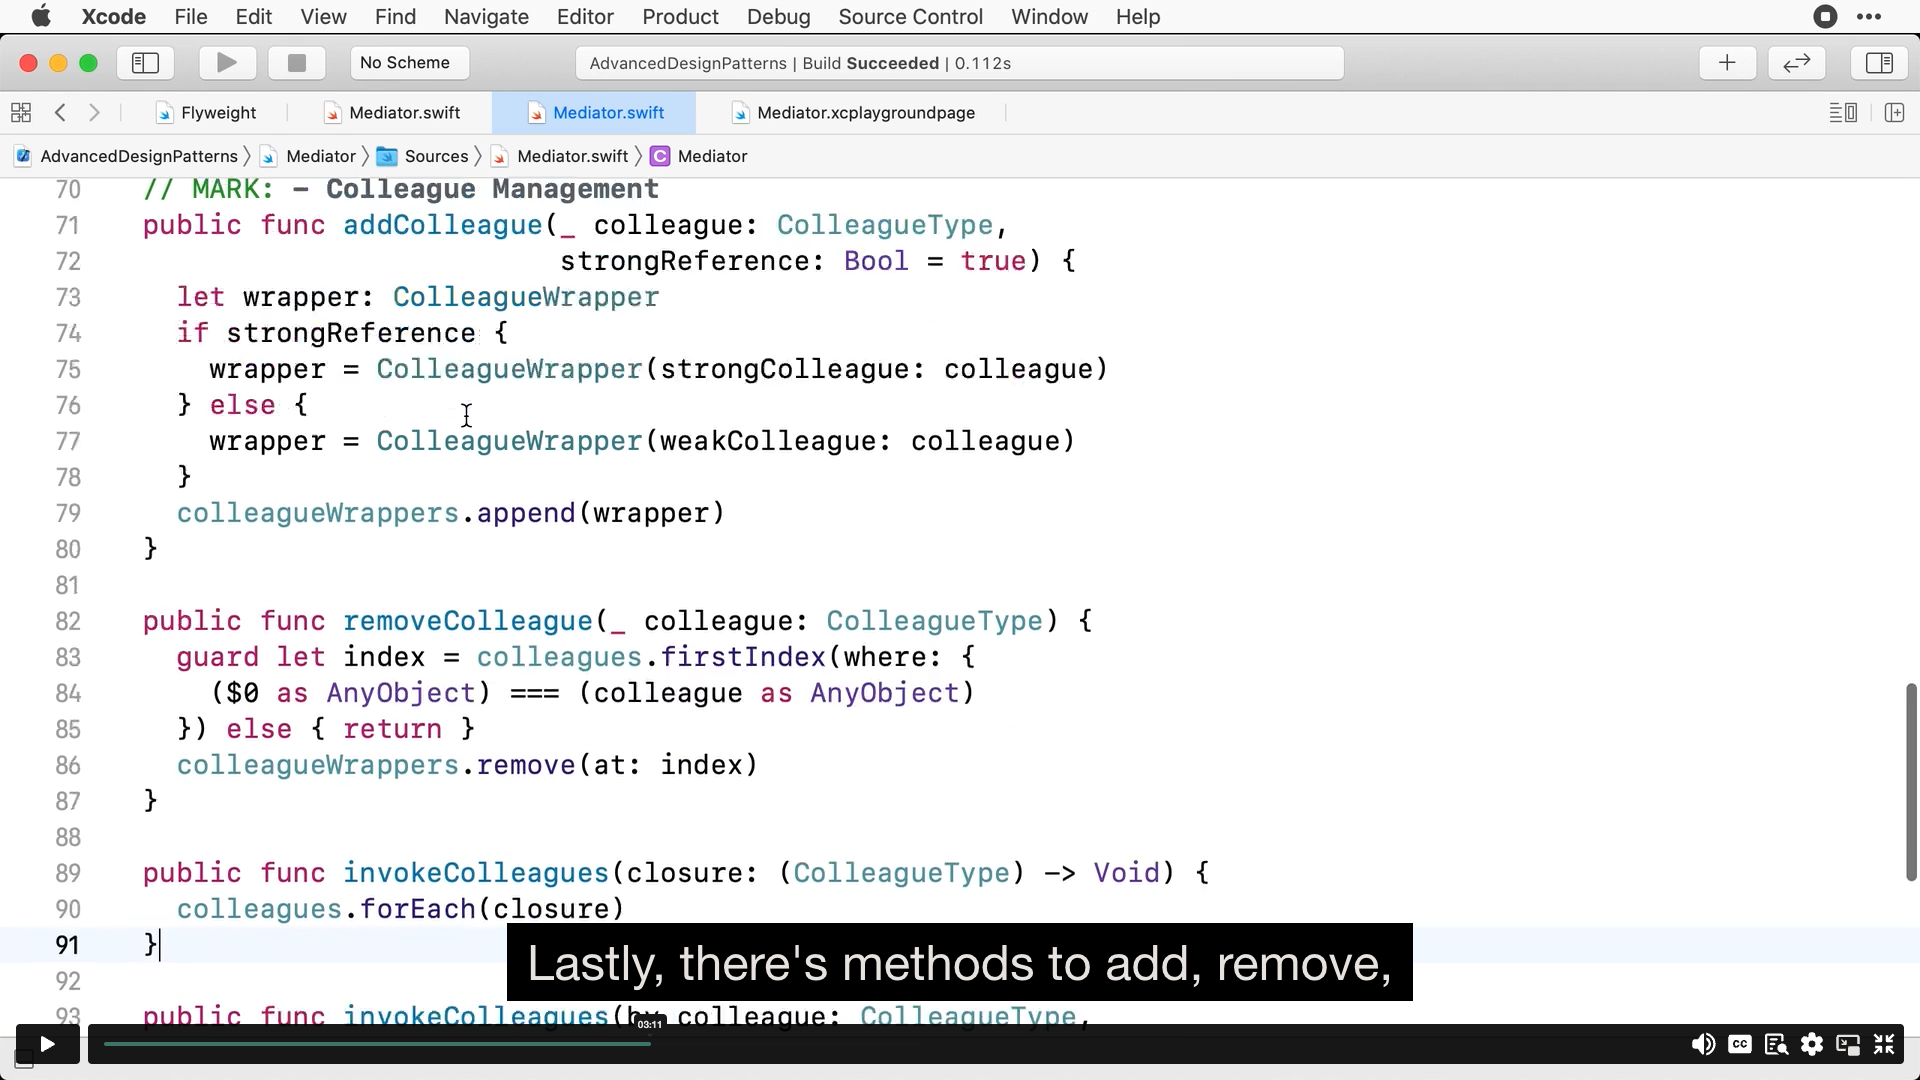 Xcode File Edit View Find Navigate Editor Product Debug Source Control Window Help
No Scheme
AdvancedDesignPatterns | Build Succeeded | 0.112s
Flyweight
Mediator.swift
Mediator.swift
Mediator.xcplaygroundpage
AdvancedDesignPatterns 〉 Mediator 〉 Sources 〉 Mediator.swift 〉 C Mediator
70 // MARK: - Colleague Management
71 public func addColleague(_ colleague: ColleagueType,
72 strongReference: Bool = true) {
73 let wrapper: ColleagueWrapper
74 if strongReference {
75 wrapper = ColleagueWrapper(strongColleague: colleague)
76 } else {
77 wrapper = ColleagueWrapper(weakColleague: colleague)
78 }
79 colleagueWrappers.append(wrapper)
80 }
81
82 public func removeColleague(_ colleague: ColleagueType) {
83 guard let index = colleagues.firstIndex(where: {
84 ($0 as AnyObject) === (colleague as AnyObject)
85 }) else { return }
86 colleagueWrappers.remove(at: index)
87 }
88
89 public func invokeColleagues(closure: (ColleagueType) -> Void) {
90 colleagues.forEach(closure)
91 }
Lastly, there's methods to add, remove,
92
93 public func invokeColleagues(by colleague: ColleagueType,
03:11
CC